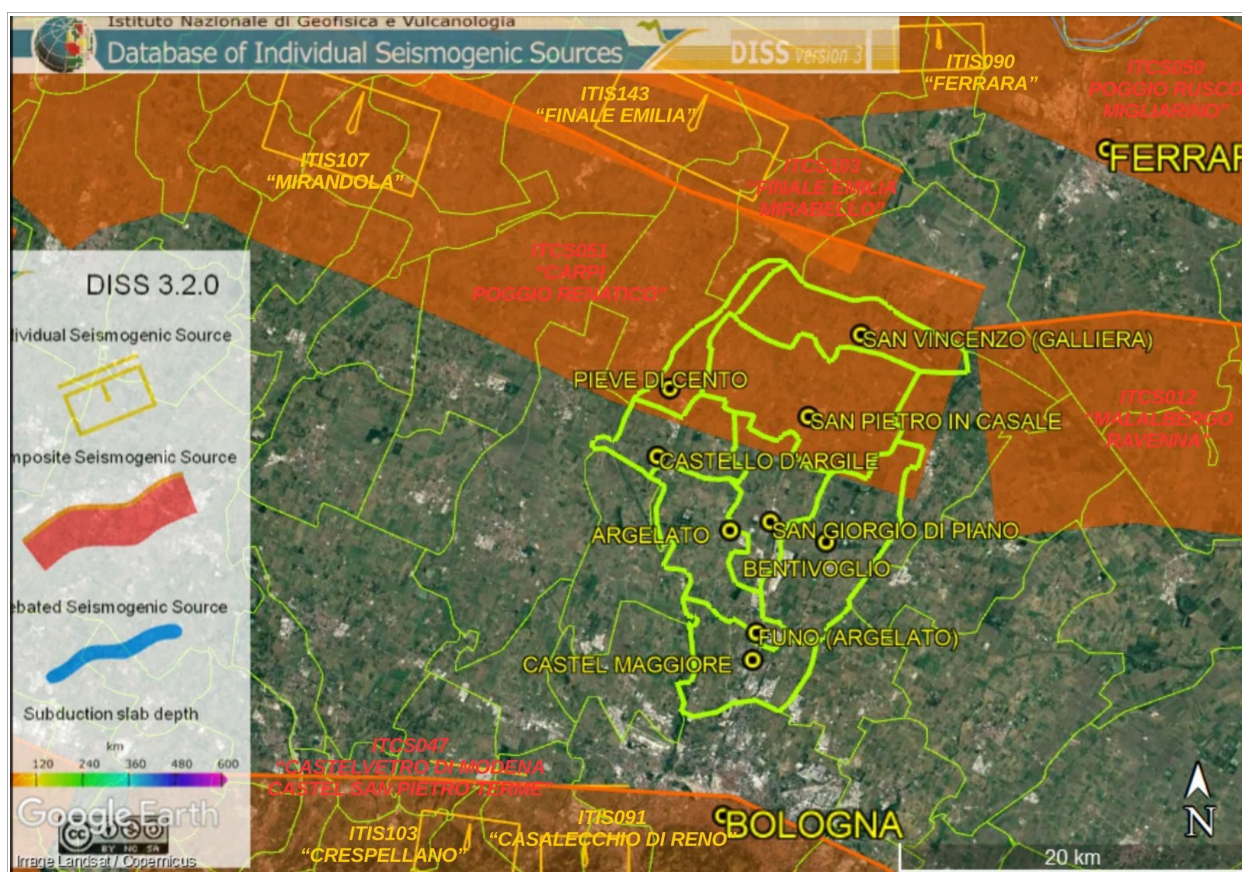 Istituto Nazionale di Geofisica e Vulcanologia
Database of Individual Seismogenic Sources
DISS version 3
ITIS090
“FERRARA”
ITCS050
POGGIO RUSCO
MIGLIARINO”
ITIS143
“FINALE EMILIA”
ITIS107
“MIRANDOLA”
FERRAR
ITCS103
“FINALE EMILIA
MIRABELLO”
ITCS051
“CARPI
POGGIO RENATICO”
DISS 3.2.0
dividual Seismogenic Source
mposite Seismogenic Source
ebated Seismogenic Source
Subduction slab depth
km
120 240 360 480 600
SAN VINCENZO (GALLIERA)
PIEVE DI CENTO
SAN PIETRO IN CASALE
ITCS012
“MALALBERGO
RAVENNA”
CASTELLO D'ARGILE
ARGELATO
SAN GIORGIO DI PIANO
BENTIVOGLIO
FUNO (ARGELATO)
CASTEL MAGGIORE
ITCS047
“CASTELVETRO DI MODENA
CASTEL SAN PIETRO TERME”
ITIS103
“CRESPELLANO”
ITIS091
“CASALECCHIO DI RENO”
BOLOGNA
N
20 km
Google Earth
cc
BY NC SA
Image Landsat / Copernicus